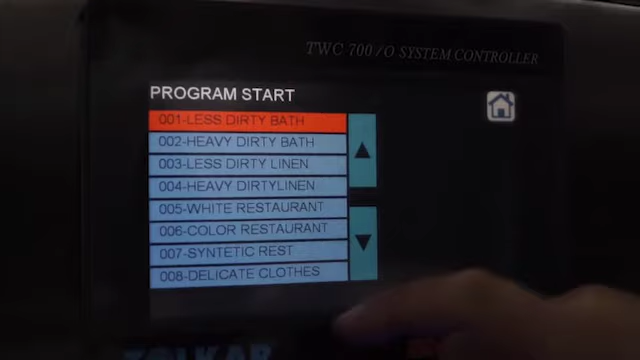 TWC 700/O SYSTEM CONTROLLER
PROGRAM START
001-LESS DIRTY BATH
002-HEAVY DIRTY BATH
003-LESS DIRTY LINEN
004-HEAVY DIRTYLINEN
005-WHITE RESTAURANT
006-COLOR RESTAURANT
007-SYNTETIC REST
008-DELICATE CLOTHES
TOLKAR